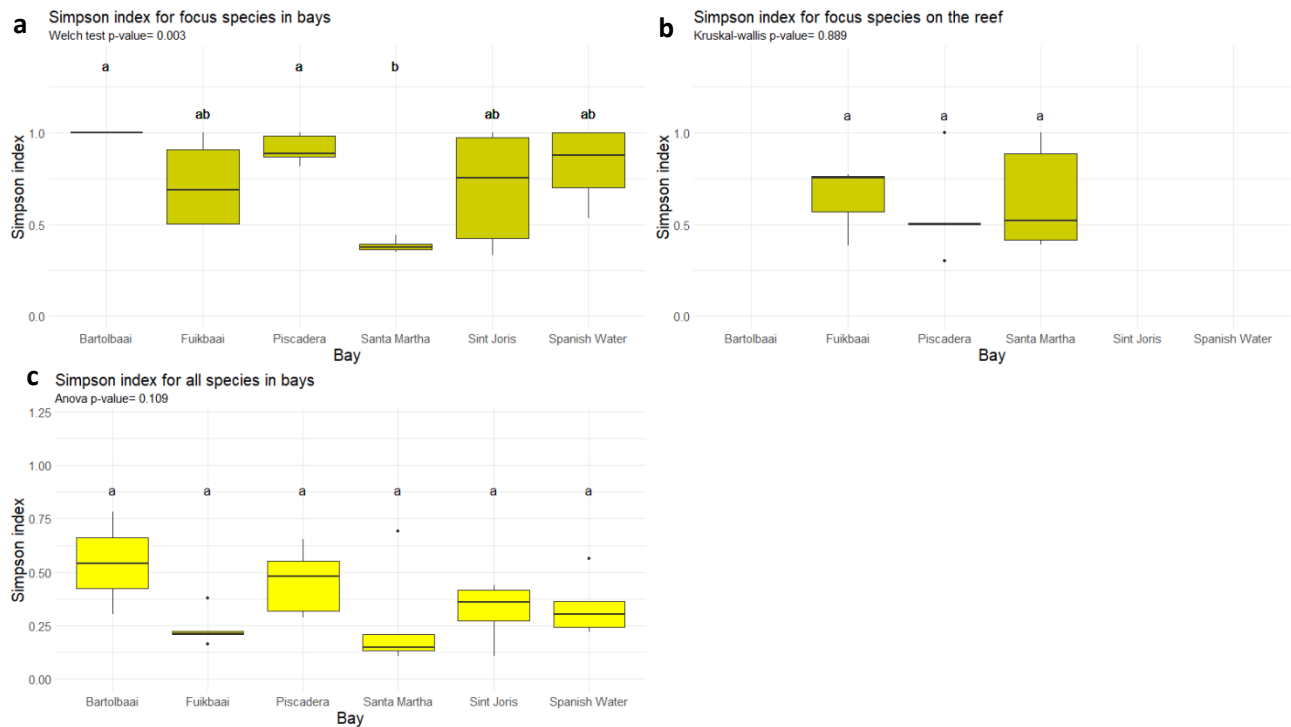 a
Simpson index for focus species in bays
Welch test p-value= 0.003
a
a
b
ab
ab
ab
1.0
0.5
0.0
Simpson index
Bartolbaai
Fuikbaai
Piscadera
Santa Martha
Sint Joris
Spanish Water
Bay
b
Simpson index for focus species on the reef
Kruskal-wallis p-value= 0.889
a
a
a
1.0
0.5
0.0
Simpson index
Bartolbaai
Fuikbaai
Piscadera
Santa Martha
Sint Joris
Spanish Water
Bay
c
Simpson index for all species in bays
Anova p-value= 0.109
1.25
1.00
a
a
a
a
a
a
0.75
0.50
0.25
0.00
Simpson index
Bartolbaai
Fuikbaai
Piscadera
Santa Martha
Sint Joris
Spanish Water
Bay